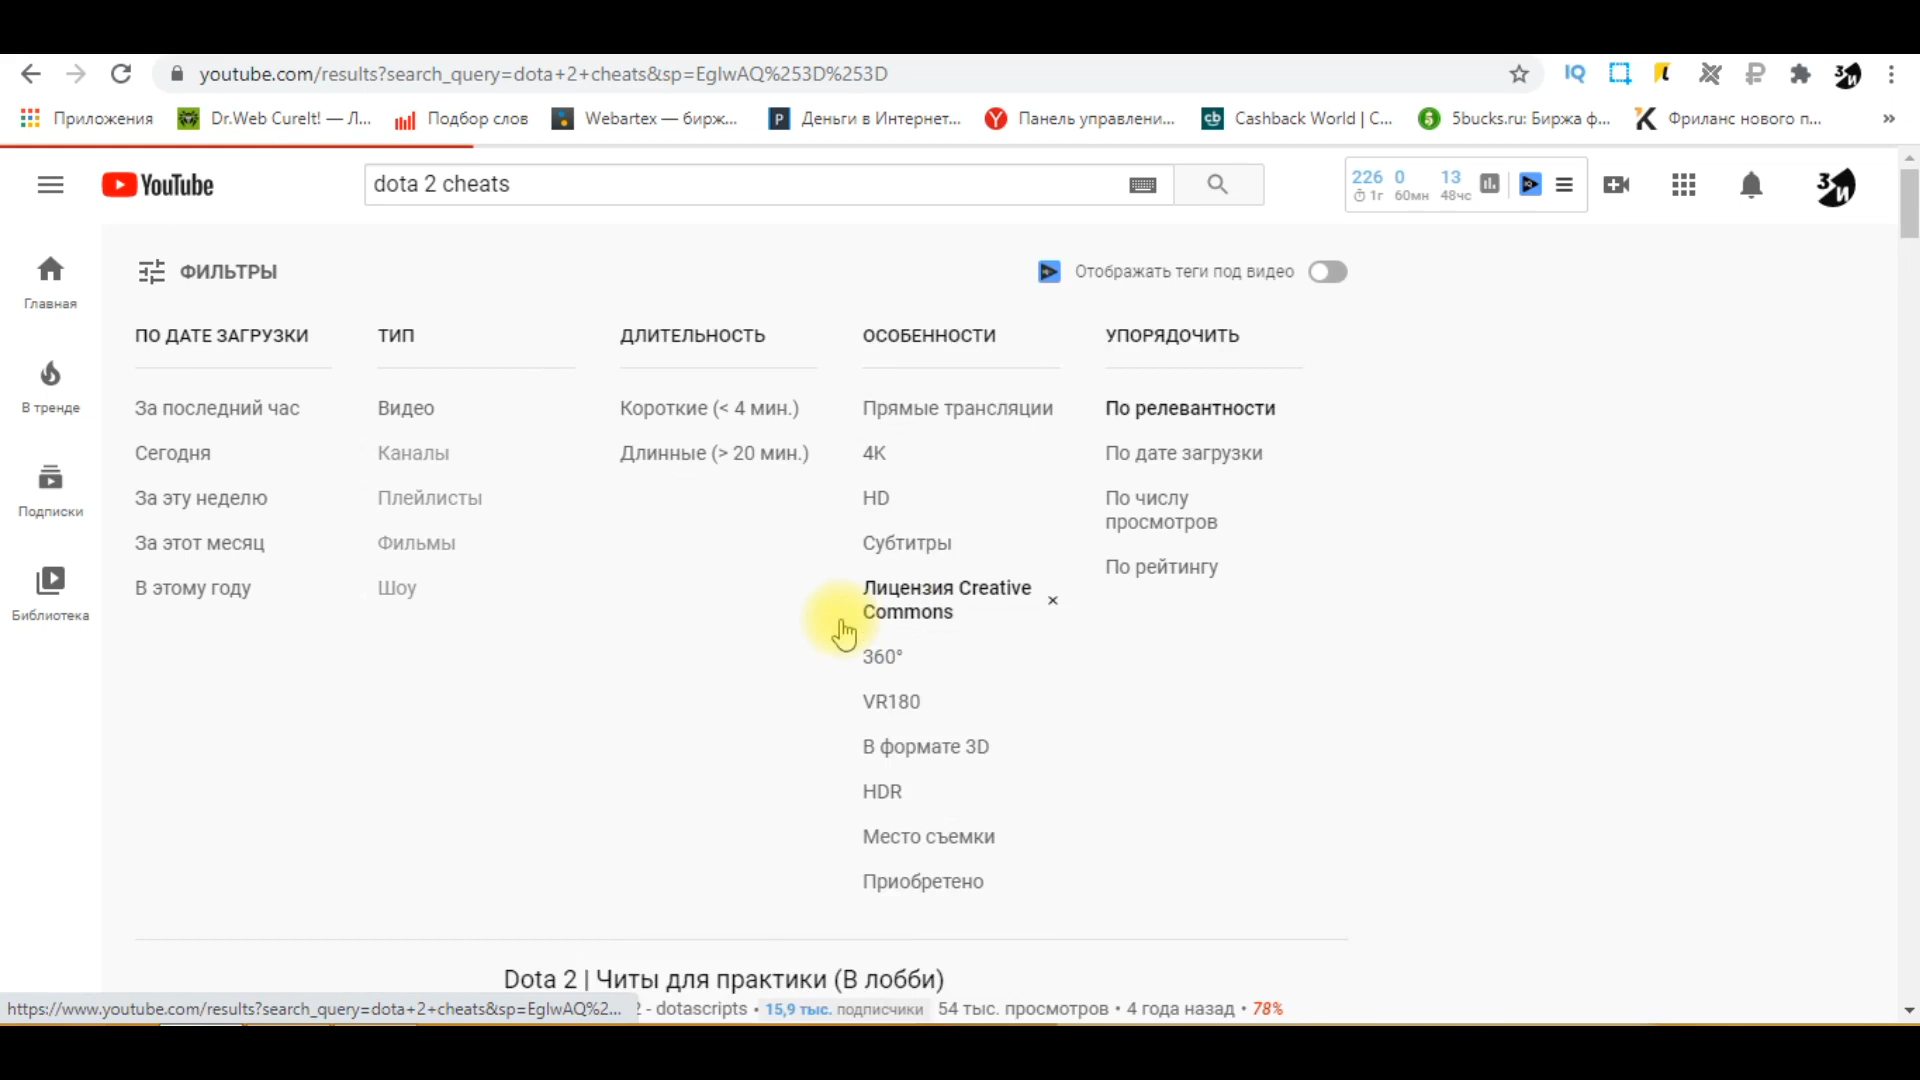 youtube.com/results?search_query=dota+2+cheats&sp=EgIwAQ%253D%253D
IQ
Приложения Dr.Web CureIt! — Л... Подбор слов Webartex — бирж... Деньги в Интернет... Панель управлени... Cashback World | С... 5bucks.ru: Биржа ф... Фриланс нового п... »
YouTube
dota 2 cheats
226 0 13
1г 60мн 48чс
Главная
В тренде
Подписки
Библиотека
ФИЛЬТРЫ
Отображать теги под видео
ПО ДАТЕ ЗАГРУЗКИ
За последний час
Сегодня
За эту неделю
За этот месяц
В этому году
ТИП
Видео
Каналы
Плейлисты
Фильмы
Шоу
ДЛИТЕЛЬНОСТЬ
Короткие (< 4 мин.)
Длинные (> 20 мин.)
ОСОБЕННОСТИ
Прямые трансляции
4K
HD
Субтитры
Лицензия Creative
Commons
360°
VR180
В формате 3D
HDR
Место съемки
Приобретено
УПОРЯДОЧИТЬ
По релевантности
По дате загрузки
По числу
просмотров
По рейтингу
Dota 2 | Читы для практики (В лобби)
https://www.youtube.com/results?search_query=dota+2+cheats&sp=EgIwAQ%2... - dotascripts • 15,9 тыс. подписчики 54 тыс. просмотров • 4 года назад • 78%